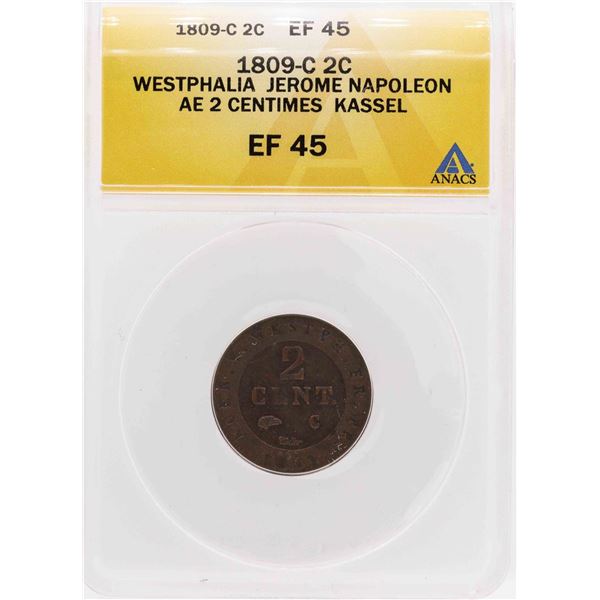 1809-C 2C EF 45
1809-C 2C
WESTPHALIA JEROME NAPOLEON
AE 2 CENTIMES KASSEL
EF 45
ANACS
2
CENT.
C